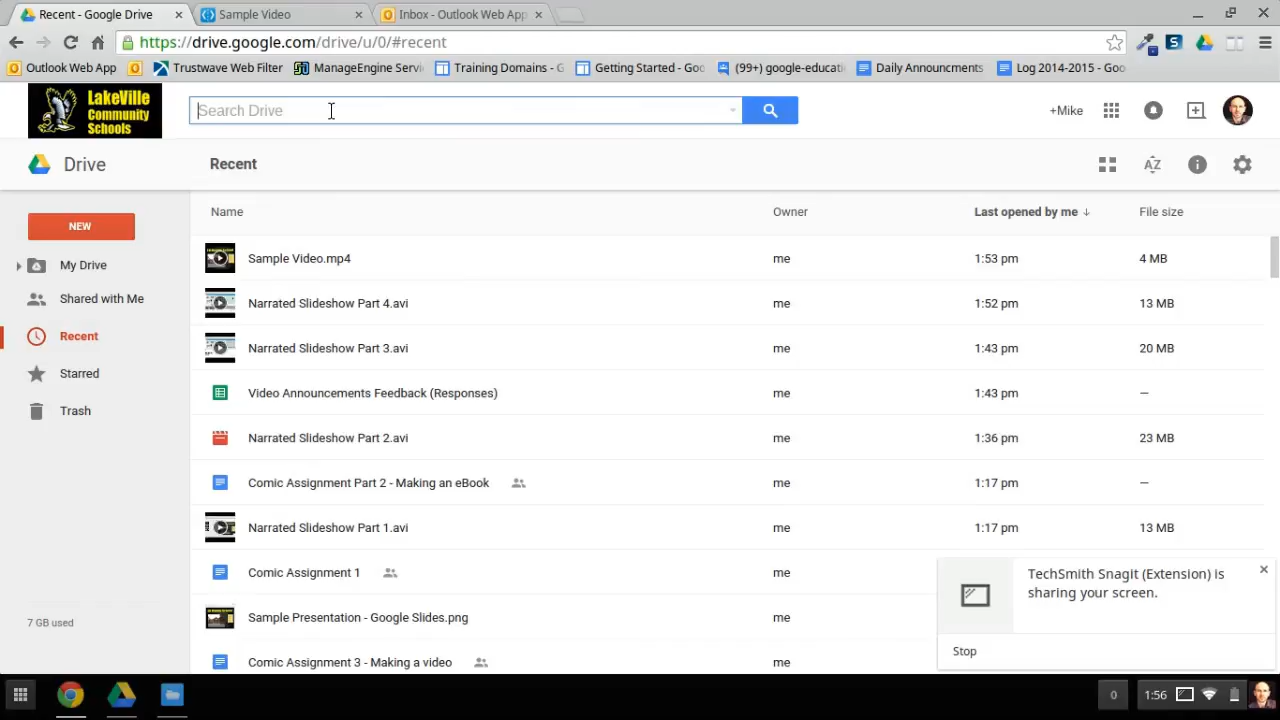 Recent - Google Drive
Sample Video
Inbox - Outlook Web App
https://drive.google.com/drive/u/0/#recent
Outlook Web App
Trustwave Web Filter
ManageEngine Servi
Training Domains - G
Getting Started - Goo
(99+) google-educati
Daily Announcments
Log 2014-2015 - Goo
LakeVille
Community
Schools
Search Drive
+Mike
Drive
Recent
AZ
Name
Owner
Last opened by me
File size
NEW
My Drive
Shared with Me
Recent
Starred
Trash
7 GB used
Sample Video.mp4 me 1:53 pm 4 MB
Narrated Slideshow Part 4.avi me 1:52 pm 13 MB
Narrated Slideshow Part 3.avi me 1:43 pm 20 MB
Video Announcements Feedback (Responses) me 1:43 pm —
Narrated Slideshow Part 2.avi me 1:36 pm 23 MB
Comic Assignment Part 2 - Making an eBook me 1:17 pm —
Narrated Slideshow Part 1.avi me 1:17 pm 13 MB
Comic Assignment 1 me
Sample Presentation - Google Slides.png me
Comic Assignment 3 - Making a video me
TechSmith Snagit (Extension) is
sharing your screen.
Stop
0
1:56